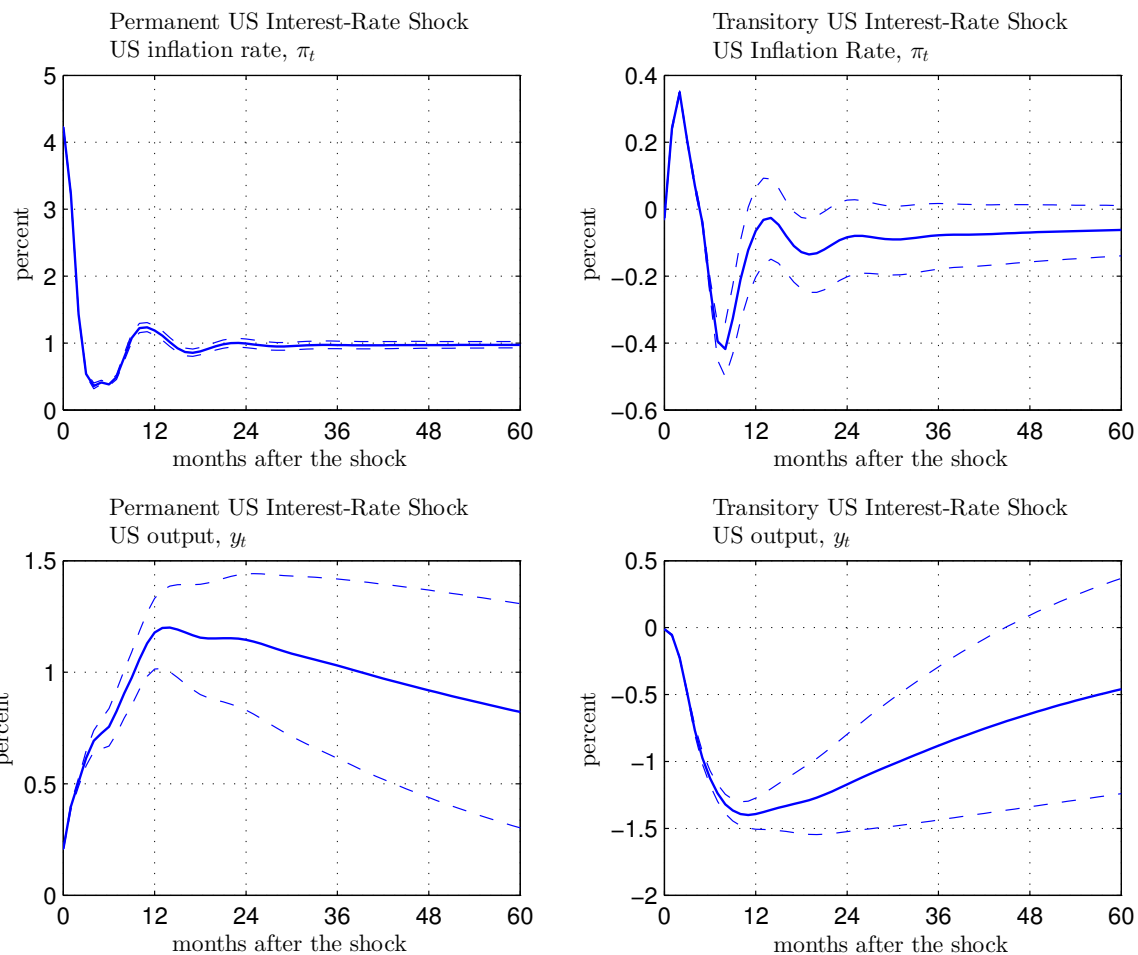 Permanent US Interest-Rate Shock
US inflation rate, πt
5
4
3
2
1
0
percent
0 12 24 36 48 60
months after the shock
Transitory US Interest-Rate Shock
US Inflation Rate, πt
0.4
0.2
0
−0.2
−0.4
−0.6
percent
0 12 24 36 48 60
months after the shock
Permanent US Interest-Rate Shock
US output, yt
1.5
1
0.5
0
percent
0 12 24 36 48 60
months after the shock
Transitory US Interest-Rate Shock
US output, yt
0.5
0
−0.5
−1
−1.5
−2
percent
0 12 24 36 48 60
months after the shock